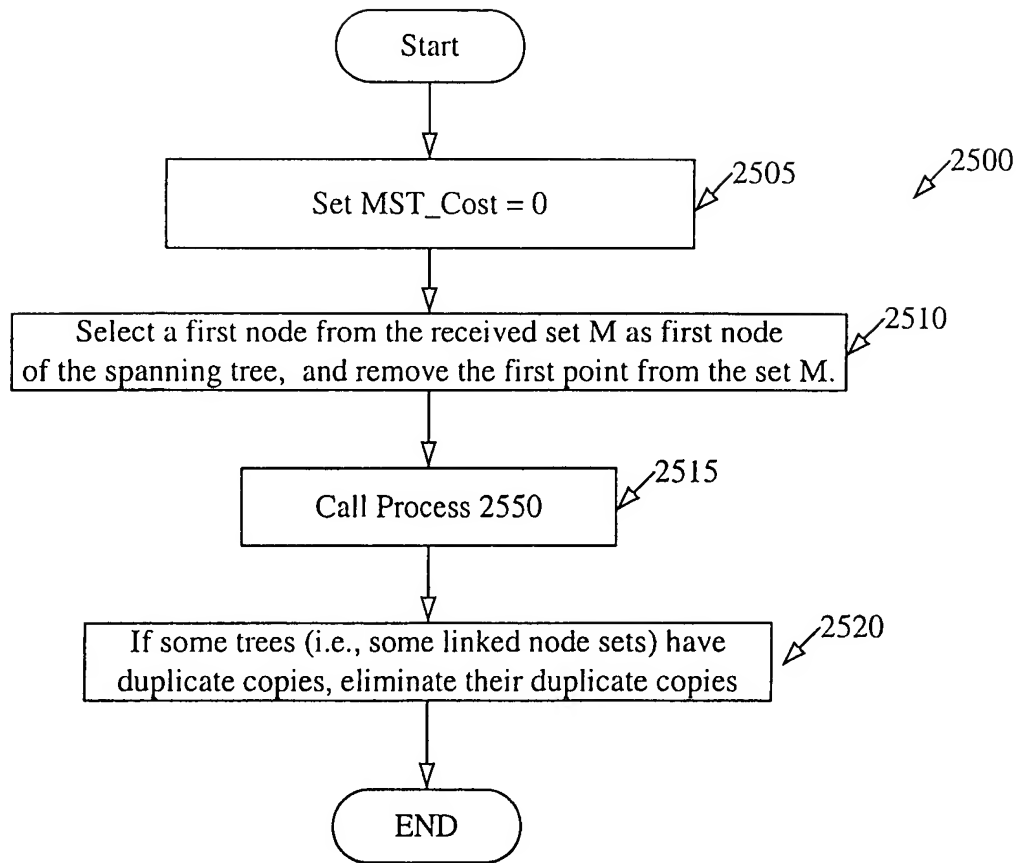 Start
2500
2505
Set MST_Cost = 0
2510
Select a first node from the received set M as first node
of the spanning tree, and remove the first point from the set M.
2515
Call Process 2550
2520
If some trees (i.e., some linked node sets) have
duplicate copies, eliminate their duplicate copies
END